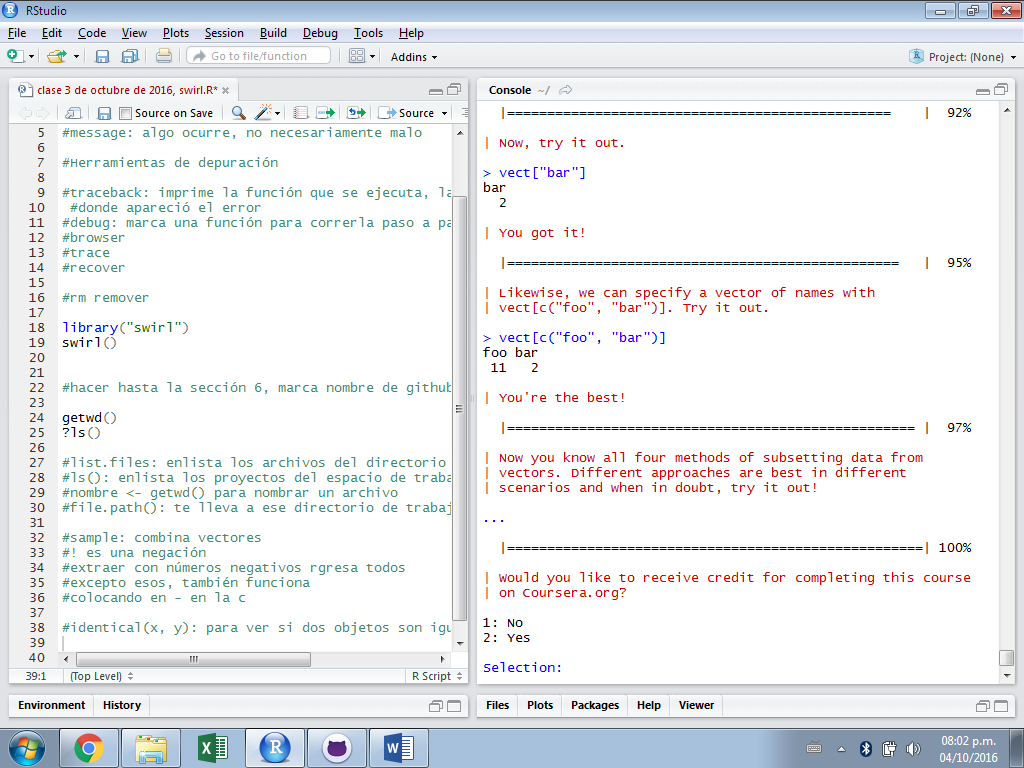 RStudio
File Edit Code View Plots Session Build Debug Tools Help
Go to file/function
Addins
Project: (None)
clase 3 de octubre de 2016, swirl.R*
Source on Save
Source
5 #message: algo ocurre, no necesariamente malo
6
7 #Herramientas de depuración
8
9 #traceback: imprime la función que se ejecuta, la
10 #donde apareció el error
11 #debug: marca una función para correrla paso a pa
12 #browser
13 #trace
14 #recover
15
16 #rm remover
17
18 library("swirl")
19 swirl()
20
21
22 #hacer hasta la sección 6, marca nombre de github
23
24 getwd()
25 ?ls()
26
27 #list.files: enlista los archivos del directorio
28 #ls(): enlista los proyectos del espacio de traba
29 #nombre <- getwd() para nombrar un archivo
30 #file.path(): te lleva a ese directorio de trabaj
31
32 #sample: combina vectores
33 #! es una negación
34 #extraer con números negativos rgresa todos
35 #excepto esos, también funciona
36 #colocando en - en la c
37
38 #identical(x, y): para ver si dos objetos son igu
39
40
39:1 (Top Level) R Script
Environment History
Console ~/
|================================================    |  92%
| Now, try it out.
> vect["bar"]
bar
  2
| You got it!
|=================================================   |  95%
| Likewise, we can specify a vector of names with
| vect[c("foo", "bar")]. Try it out.
> vect[c("foo", "bar")]
foo bar
 11   2
| You're the best!
|=================================================== |  97%
| Now you know all four methods of subsetting data from
| vectors. Different approaches are best in different
| scenarios and when in doubt, try it out!
...
|====================================================| 100%
| Would you like to receive credit for completing this course
| on Coursera.org?
1: No
2: Yes
Selection:
Files Plots Packages Help Viewer
08:02 p.m.
04/10/2016